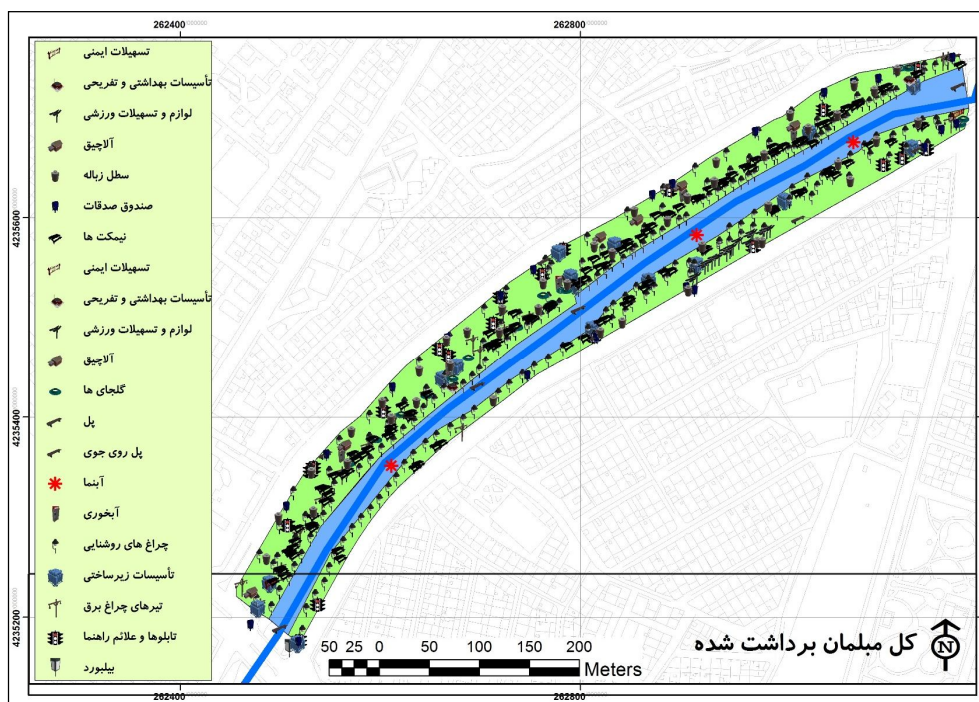 262400
262800
تسهیلات ایمنی
تأسیسات بهداشتی و تفریحی
لوازم و تسهیلات ورزشی
آلاچیق
سطل زباله
صندوق صدقات
نیمکت ها
تسهیلات ایمنی
تأسیسات بهداشتی و تفریحی
لوازم و تسهیلات ورزشی
آلاچیق
گلجای ها
پل
پل روی جوی
آبنما
آبخوری
چراغ های روشنایی
تأسیسات زیرساختی
تیرهای چراغ برق
تابلوها و علائم راهنما
بیلبورد
4235600
4235400
4235200
50 25 0 50 100 150 200
Meters
کل مبلمان برداشت شده
N
262400
262800